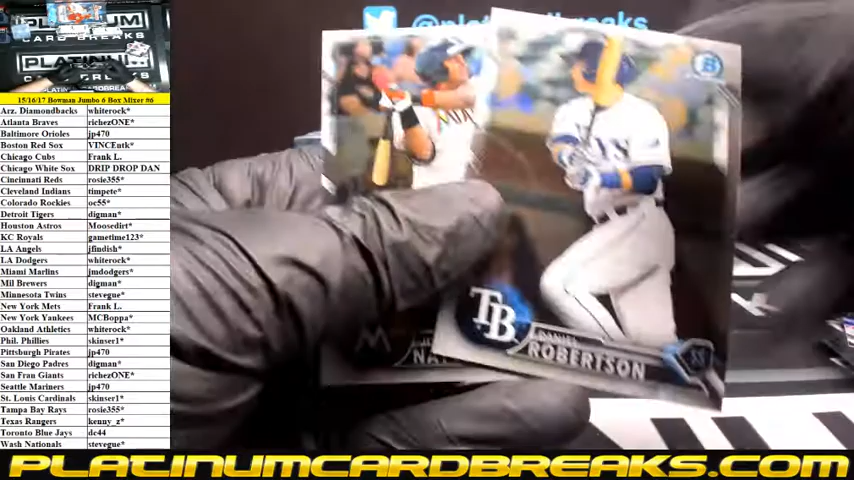 15/16/17 Bowman Jumbo 6 Box Mixer #6
Arz. Diamondbacks whiterock*
Atlanta Braves richezONE*
Baltimore Orioles jp470
Boston Red Sox VINCEntk*
Chicago Cubs Frank L.
Chicago White Sox DRIP DROP DAN
Cincinnati Reds rosie355*
Cleveland Indians timpete*
Colorado Rockies oc55*
Detroit Tigers digman*
Houston Astros Moosedirt*
KC Royals gametime123*
LA Angels jfindish*
LA Dodgers whiterock*
Miami Marlins jmdodgers*
Mil Brewers digman*
Minnesota Twins stevegue*
New York Mets Frank L.
New York Yankees MCBoppa*
Oakland Athletics whiterock*
Phil. Phillies skinser1*
Pittsburgh Pirates jp470
San Diego Padres digman*
San Fran Giants richezONE*
Seattle Mariners jp470
St. Louis Cardinals skinser1*
Tampa Bay Rays rosie355*
Texas Rangers kenny_z*
Toronto Blue Jays dc44
Wash Nationals stevegue*
CARD BREAKS
B
TB
DANIEL
ROBERTSON
PLATINUMCARDBREAKS.COM